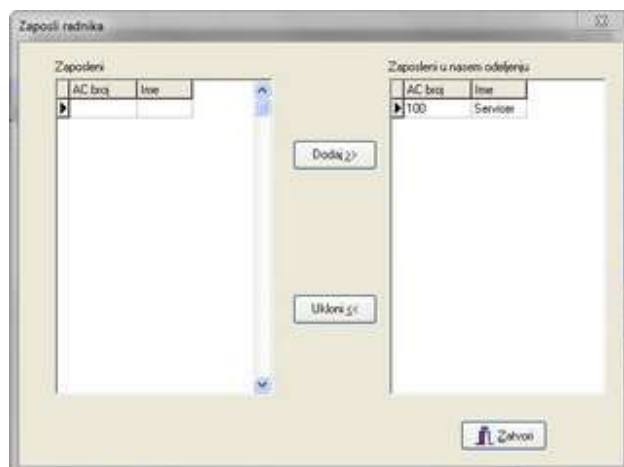 Zaposli radnika
Zaposleni
AC broj Ime
Dodaj >>
Ukloni <<
Zaposleni u nasem odeljenju
AC broj Ime
100 Serviser
Zatvori